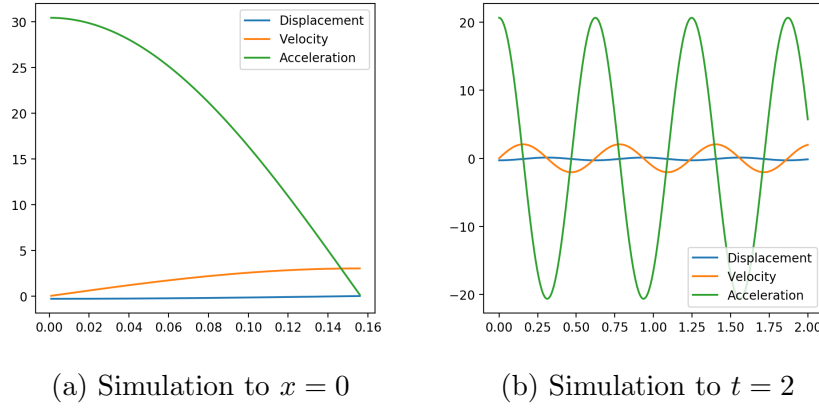 30
25
20
15
10
5
0
0.00 0.02 0.04 0.06 0.08 0.10 0.12 0.14 0.16
Displacement
Velocity
Acceleration
(a) Simulation to x = 0
20
10
0
−10
−20
0.00 0.25 0.50 0.75 1.00 1.25 1.50 1.75 2.00
Displacement
Velocity
Acceleration
(b) Simulation to t = 2